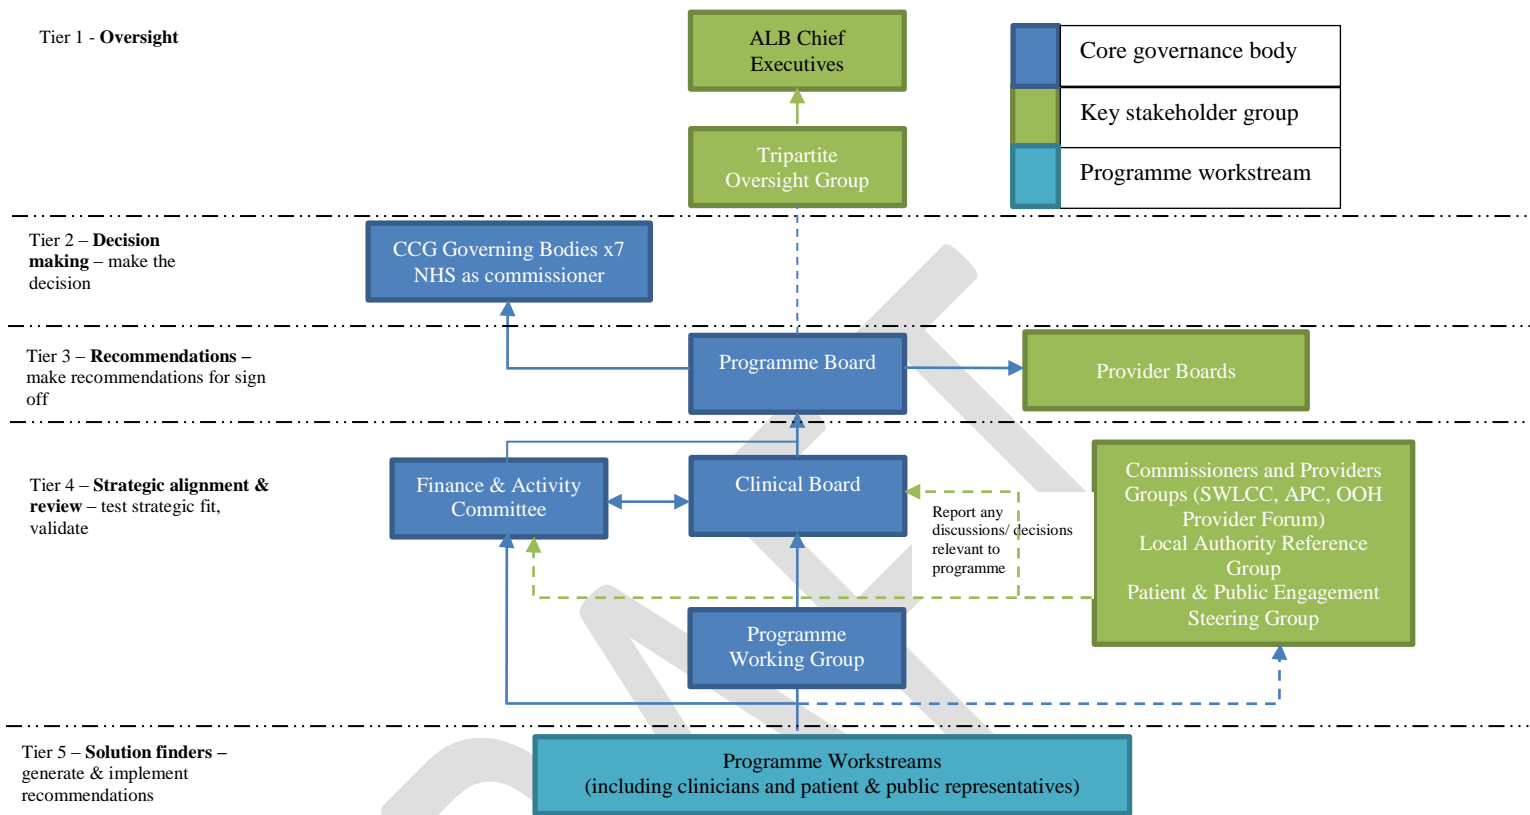 Tier 1 - Oversight
ALB Chief
Executives
Core governance body
Key stakeholder group
Programme workstream
Tripartite
Oversight Group
Tier 2 – Decision
making – make the
decision
CCG Governing Bodies x7
NHS as commissioner
Tier 3 – Recommendations –
make recommendations for sign
off
Programme Board
Provider Boards
Tier 4 – Strategic alignment &
review – test strategic fit,
validate
Finance & Activity
Committee
Clinical Board
Report any
discussions/ decisions
relevant to
programme
Commissioners and Providers
Groups (SWLCC, APC, OOH
Provider Forum)
Local Authority Reference
Group
Patient & Public Engagement
Steering Group
Programme
Working Group
Tier 5 – Solution finders –
generate & implement
recommendations
Programme Workstreams
(including clinicians and patient & public representatives)